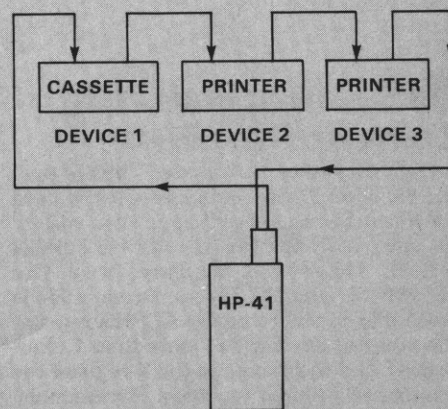 CASSETTE PRINTER PRINTER
DEVICE 1 DEVICE 2 DEVICE 3
HP-41